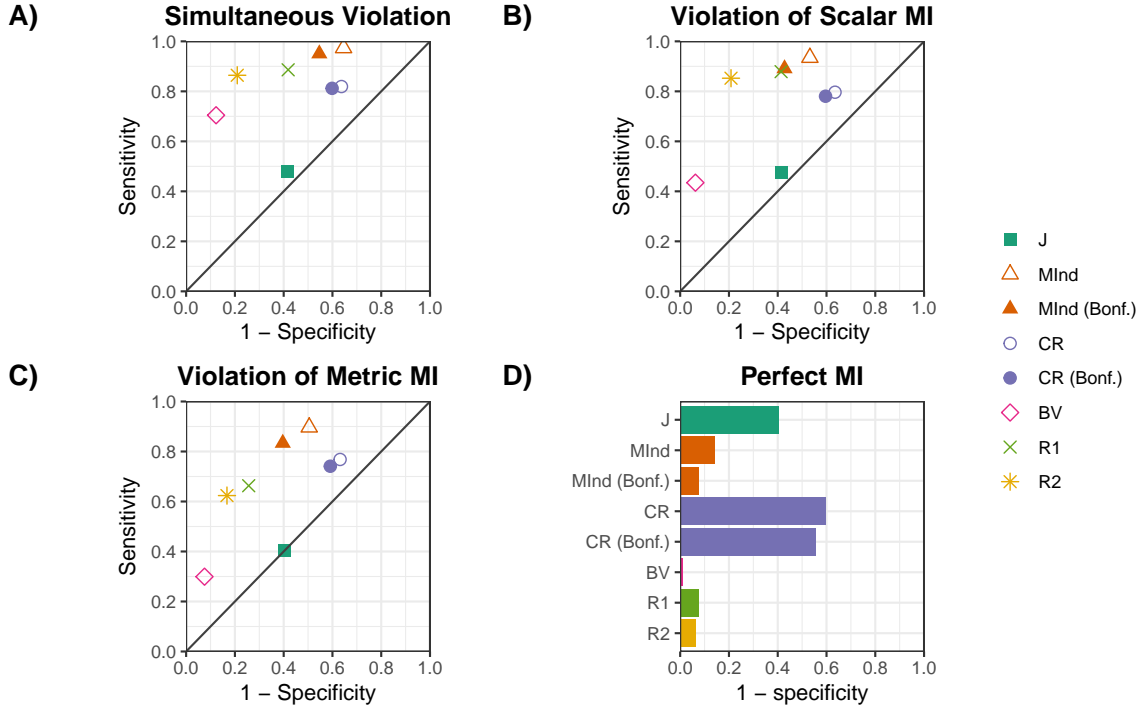 A)
Simultaneous Violation
1.0
0.8
0.6
0.4
0.2
0.0
Sensitivity
0.0 0.2 0.4 0.6 0.8 1.0
1 − Specificity
B)
Violation of Scalar MI
1.0
0.8
0.6
0.4
0.2
0.0
Sensitivity
0.0 0.2 0.4 0.6 0.8 1.0
1 − Specificity
C)
Violation of Metric MI
1.0
0.8
0.6
0.4
0.2
0.0
Sensitivity
0.0 0.2 0.4 0.6 0.8 1.0
1 − Specificity
D)
Perfect MI
J
MInd
MInd (Bonf.)
CR
CR (Bonf.)
BV
R1
R2
0.0 0.2 0.4 0.6 0.8 1.0
1 − specificity
J
MInd
MInd (Bonf.)
CR
CR (Bonf.)
BV
R1
R2